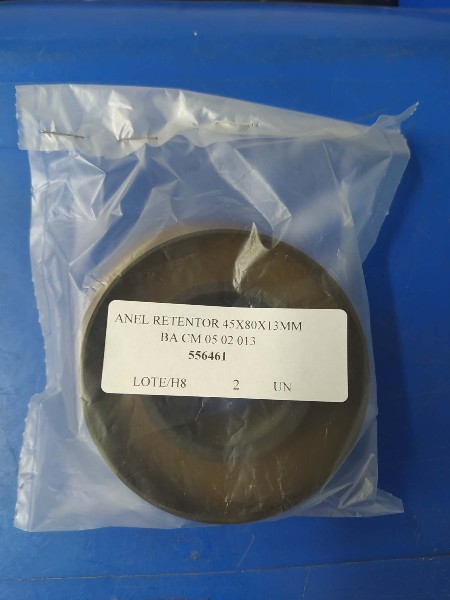 ANEL RETENTOR 45X80X13MM
BA CM 05 02 013
556461
LOTE/H8 2 UN